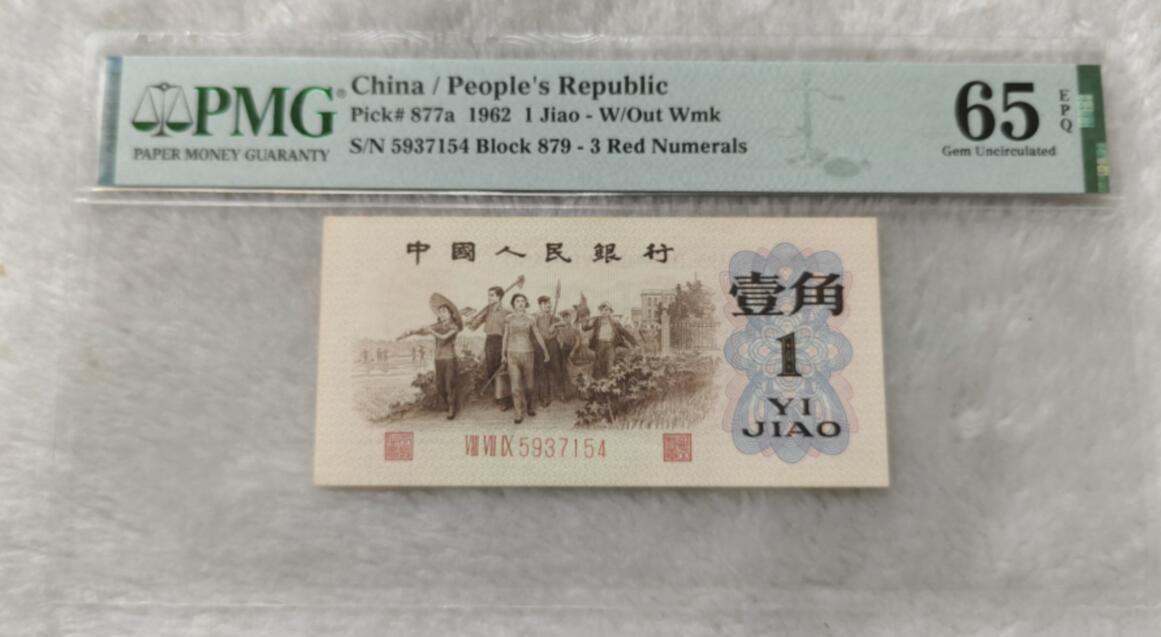 PMG®
PAPER MONEY GUARANTY
China / People's Republic
Pick# 877a 1962 1 Jiao - W/Out Wmk
S/N 5937154 Block 879 - 3 Red Numerals
65
EPQ
Gem Uncirculated
中國人民銀行
壹角
1
YI
JIAO
VIII VII IX 5937154